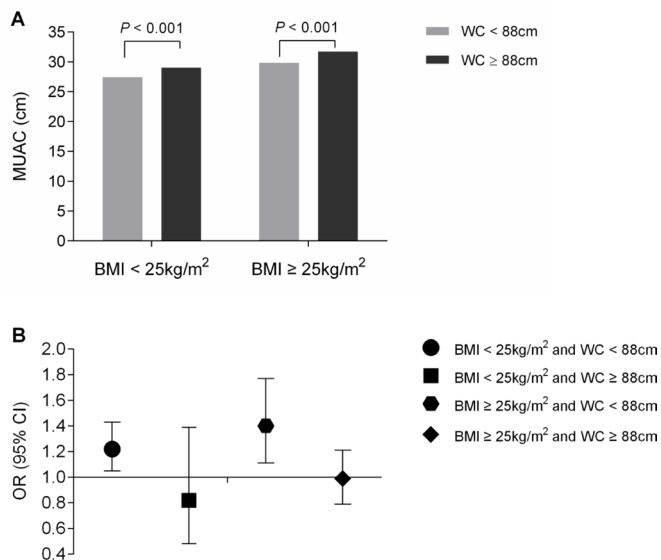 A
P < 0.001
P < 0.001
WC < 88cm
WC ≥ 88cm
35
30
25
20
15
10
5
0
MUAC (cm)
BMI < 25kg/m²
BMI ≥ 25kg/m²
B
2.0
1.8
1.6
1.4
1.2
1.0
0.8
0.6
0.4
OR (95% CI)
BMI < 25kg/m² and WC < 88cm
BMI < 25kg/m² and WC ≥ 88cm
BMI ≥ 25kg/m² and WC < 88cm
BMI ≥ 25kg/m² and WC ≥ 88cm